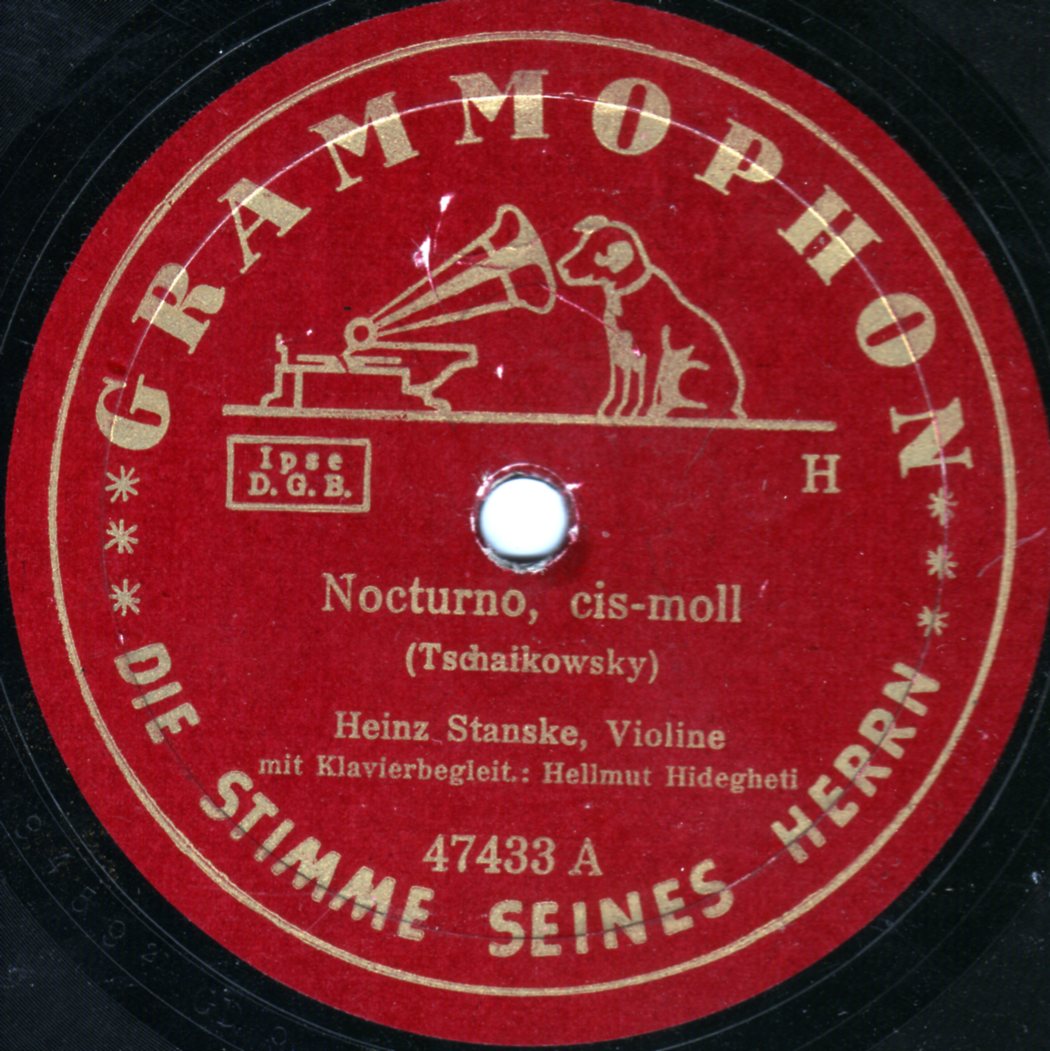 GRAMMOPHON
Ipse
D. G. B.
H
Nocturno, cis-moll
(Tschaikowsky)
Heinz Stanske, Violine
mit Klavierbegleit.: Hellmut Hidegheti
47433 A
*** DIE STIMME SEINES HERRN ***